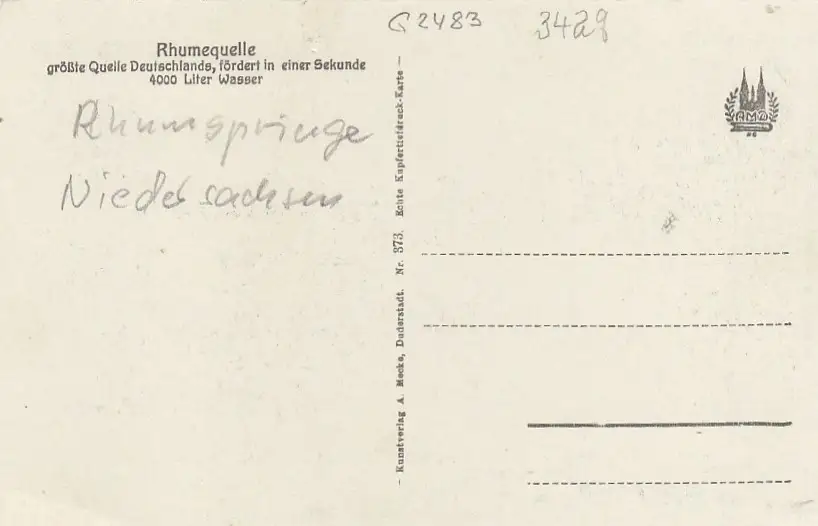 G2483 3429
Rhumequelle
größte Quelle Deutschlands, fördert in einer Sekunde
4000 Liter Wasser
Rhumspringe
Niedersachsen
- Kunstverlag A. Mecke, Duderstadt. Nr. 373. Echte Kupfertiefdruck-Karte -
AMD